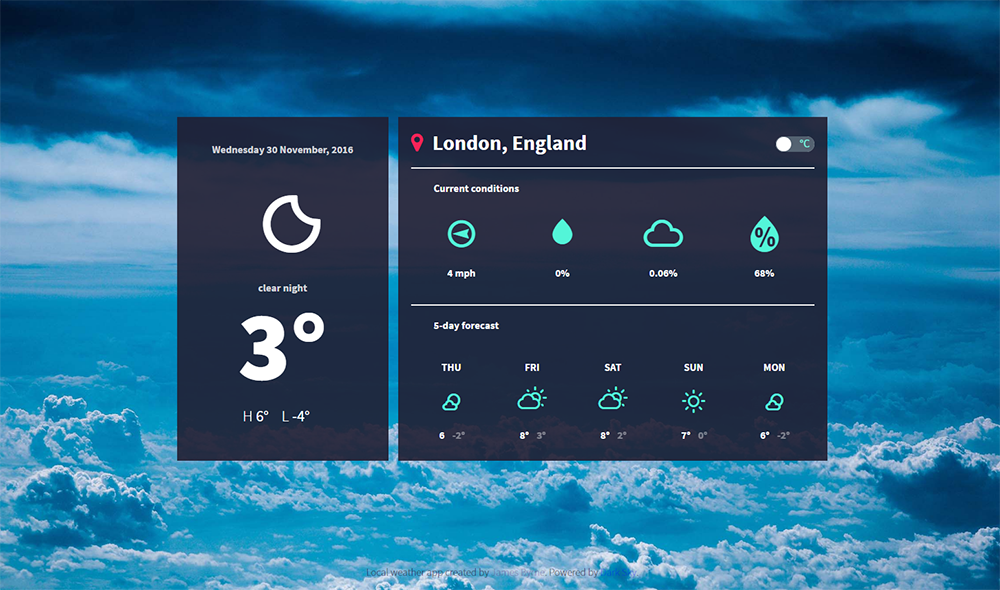 Wednesday 30 November, 2016
clear night
3°
H 6° L -4°
London, England
°C
Current conditions
4 mph 0% 0.06% 68%
5-day forecast
THU FRI SAT SUN MON
6 -2° 8° 3° 8° 2° 7° 0° 6° -2°
Local weather app created by James . Powered by